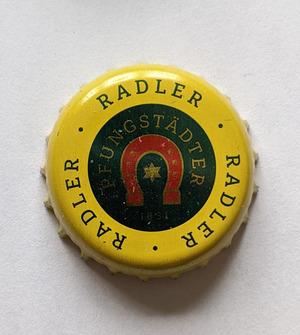 RADLER · RADLER · RADLER ·
PFUNGSTÄDTER
1831